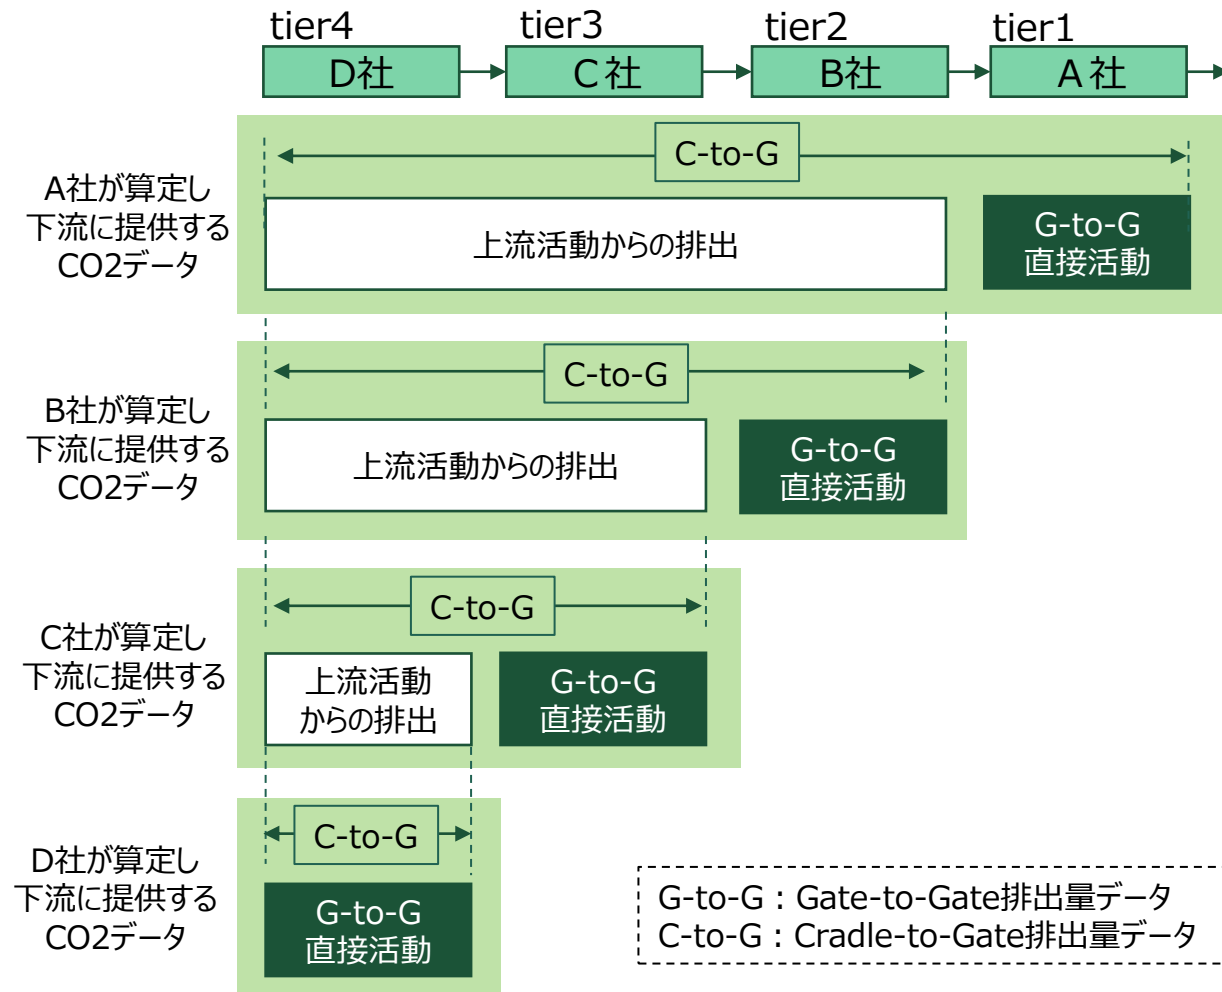 tier4
tier3
tier2
tier1
D社
C社
B社
A社
C-to-G
A社が算定し
下流に提供する
CO2データ
上流活動からの排出
G-to-G
直接活動
C-to-G
B社が算定し
下流に提供する
CO2データ
上流活動からの排出
G-to-G
直接活動
C-to-G
C社が算定し
下流に提供する
CO2データ
上流活動
からの排出
G-to-G
直接活動
C-to-G
D社が算定し
下流に提供する
CO2データ
G-to-G
直接活動
G-to-G：Gate-to-Gate排出量データ
C-to-G：Cradle-to-Gate排出量データ